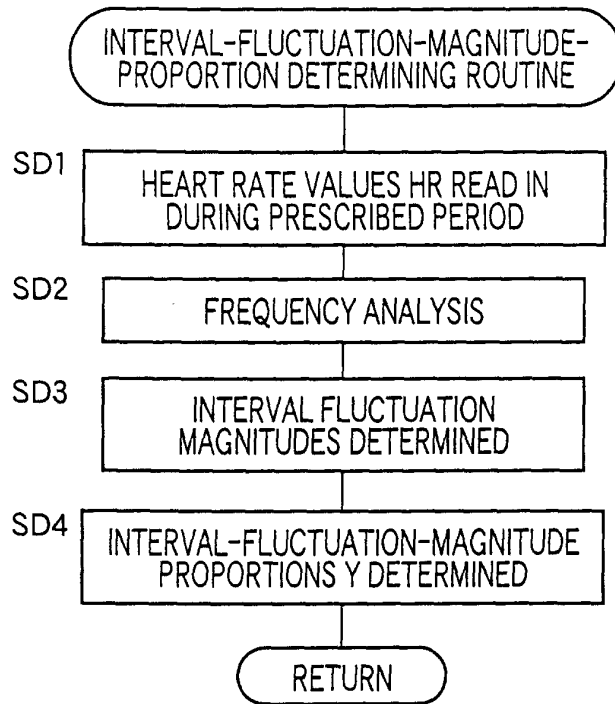 INTERVAL-FLUCTUATION-MAGNITUDE-
PROPORTION DETERMINING ROUTINE
SD1
HEART RATE VALUES HR READ IN
DURING PRESCRIBED PERIOD
SD2
FREQUENCY ANALYSIS
SD3
INTERVAL FLUCTUATION
MAGNITUDES DETERMINED
SD4
INTERVAL-FLUCTUATION-MAGNITUDE
PROPORTIONS Y DETERMINED
RETURN